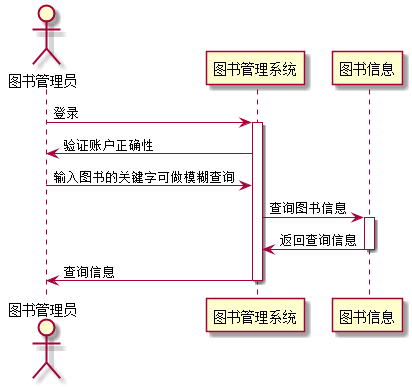 图书管理员
图书管理系统
图书信息
登录
验证账户正确性
输入图书的关键字可做模糊查询
查询图书信息
返回查询信息
查询信息
图书管理员
图书管理系统
图书信息